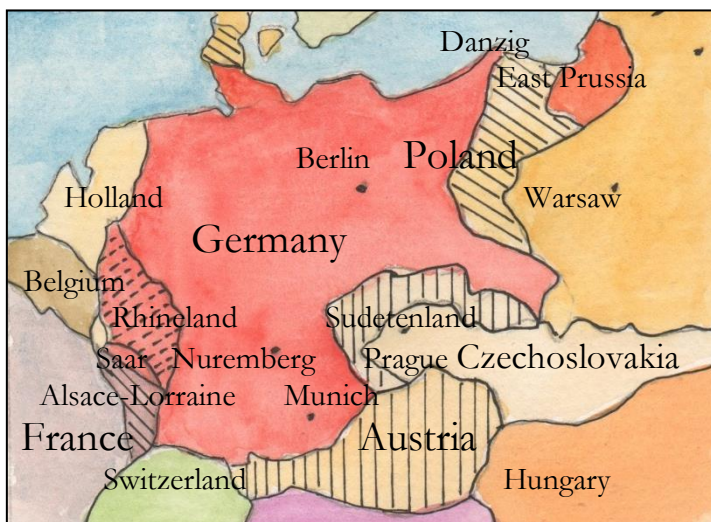 Danzig
East Prussia
Berlin
Poland
Holland
Warsaw
Germany
Belgium
Rhineland
Sudetenland
Saar
Nuremberg
Prague
Czechoslovakia
Alsace-Lorraine
Munich
France
Austria
Switzerland
Hungary